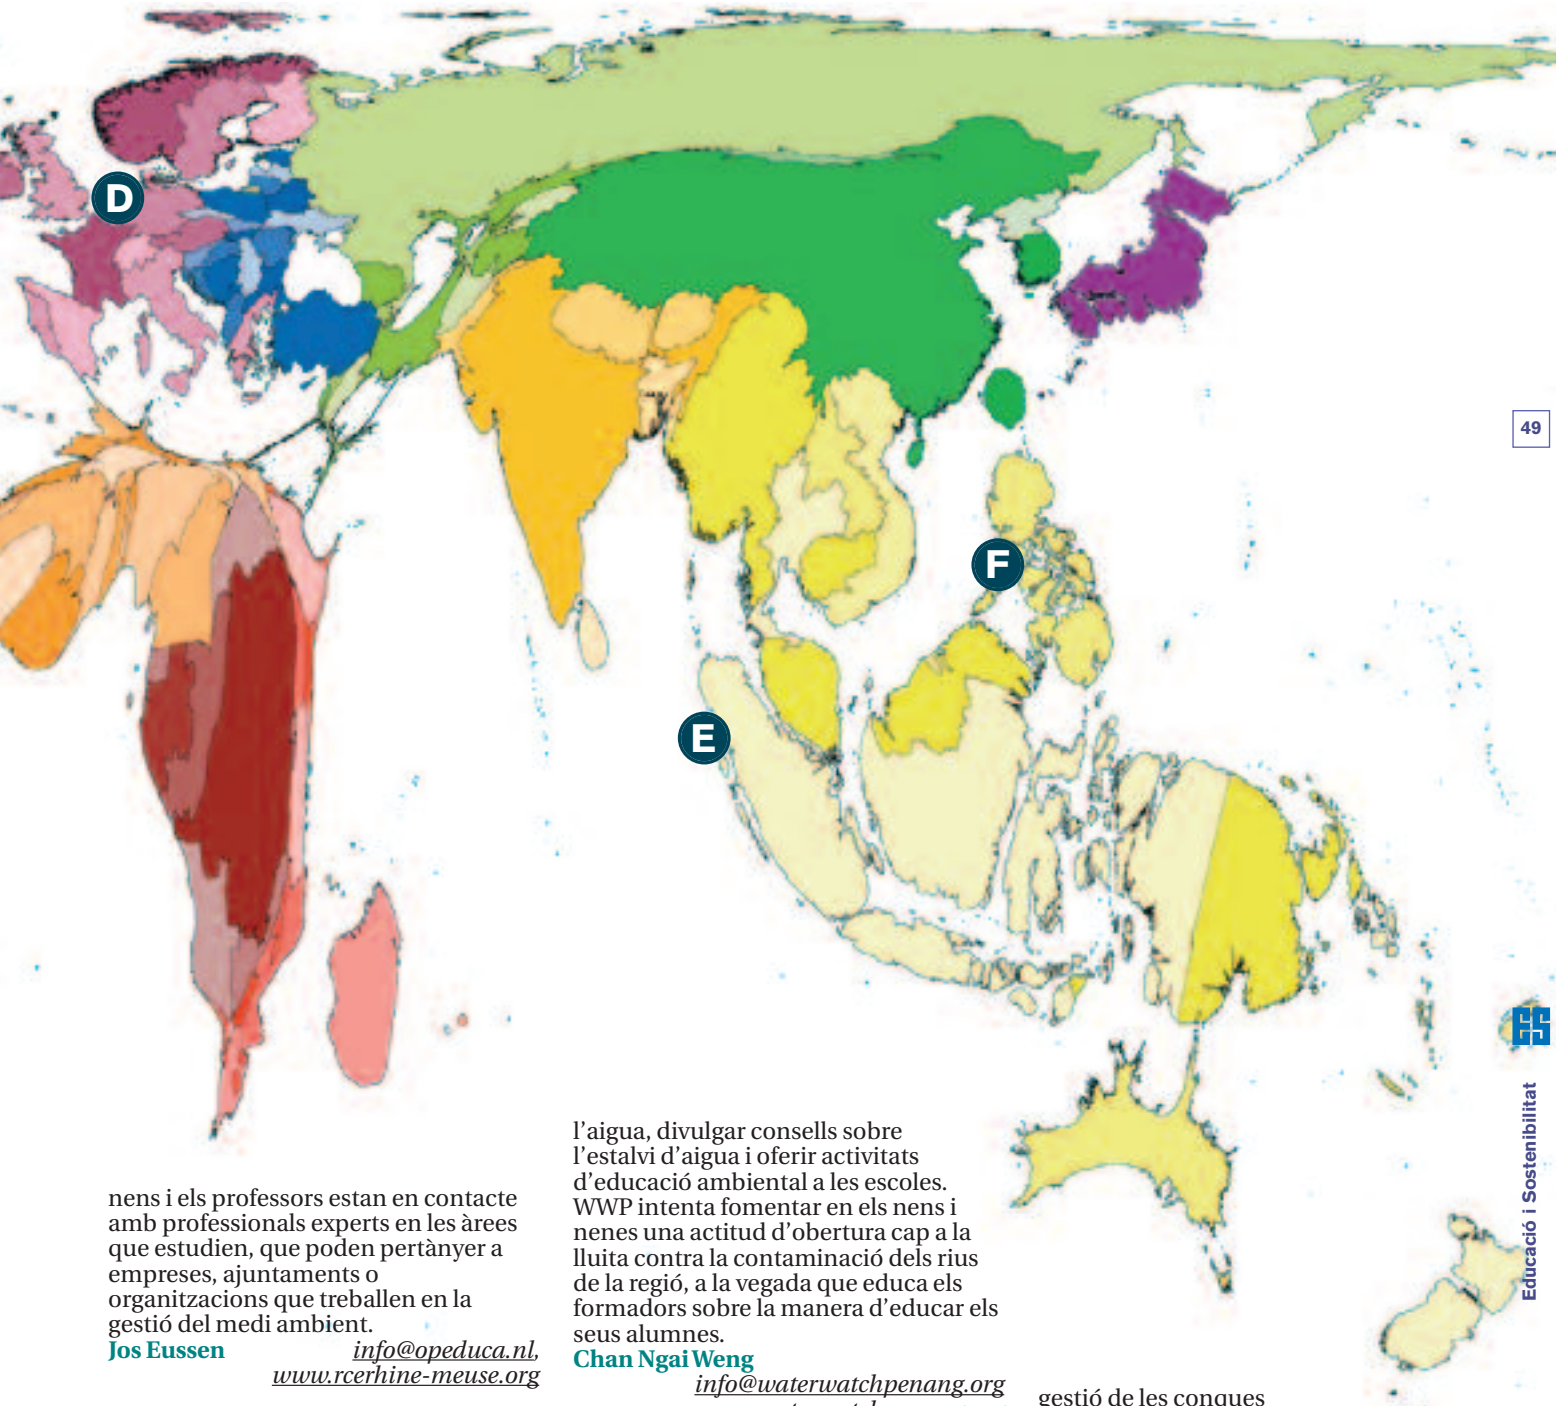 D
49
F
E
ES
Educació i Sostenibilitat
nens i els professors estan en contacte
amb professionals experts en les àrees
que estudien, que poden pertànyer a
empreses, ajuntaments o
organitzacions que treballen en la
gestió del medi ambient.
Jos Eussen info@opeduca.nl,
www.rcerhine-meuse.org
l’aigua, divulgar consells sobre
l’estalvi d’aigua i oferir activitats
d’educació ambiental a les escoles.
WWP intenta fomentar en els nens i
nenes una actitud d’obertura cap a la
lluita contra la contaminació dels rius
de la regió, a la vegada que educa els
formadors sobre la manera d’educar els
seus alumnes.
Chan Ngai Weng
info@waterwatchpenang.org
gestió de les conques